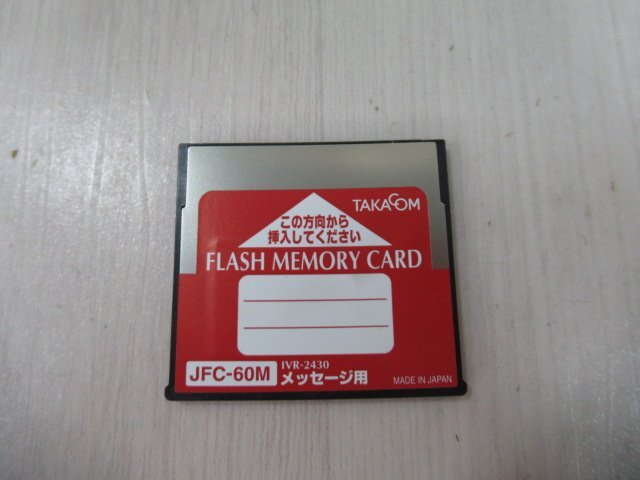 TAKACOM
この方向から
挿入してください
FLASH MEMORY CARD
JFC-60M
IVR-2430
メッセージ用
MADE IN JAPAN